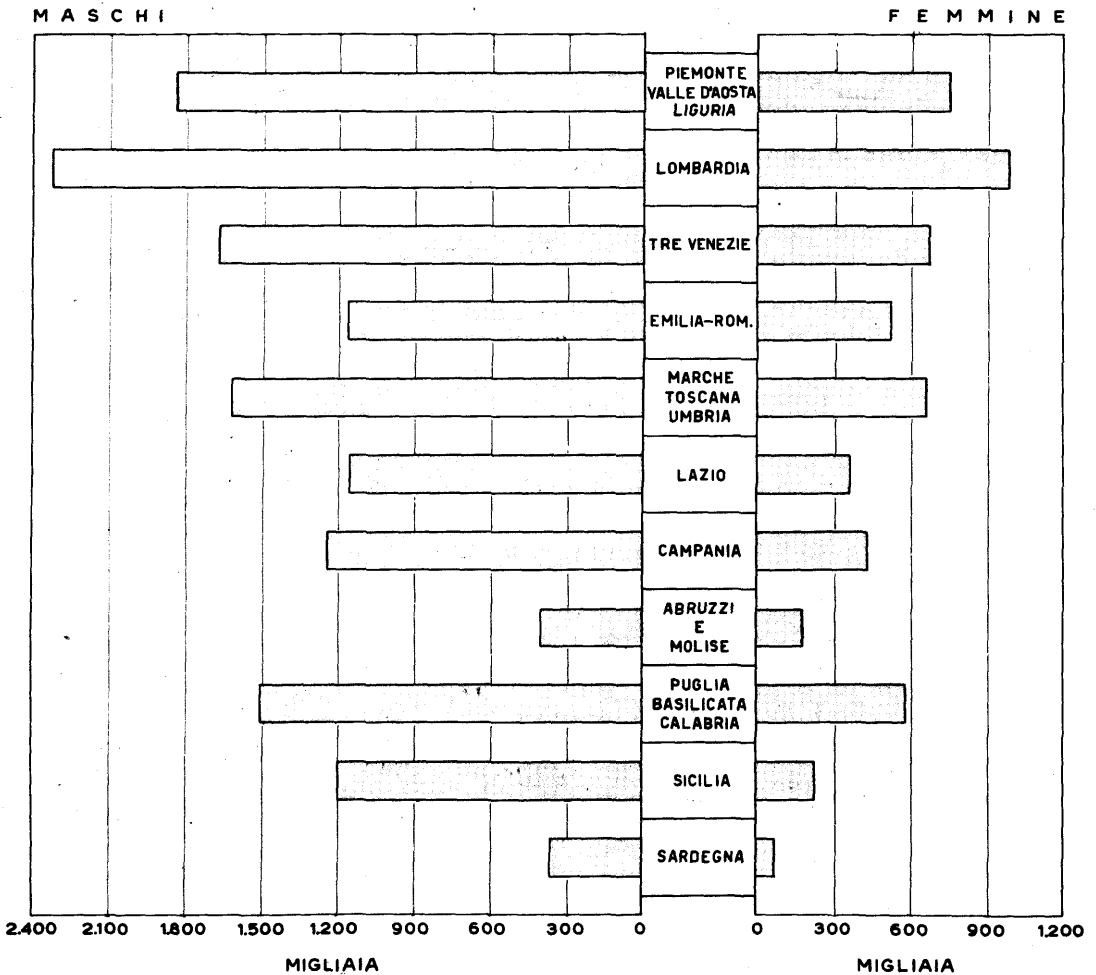 MASCHI
FEMMINE
PIEMONTE
VALLE D'AOSTA
LIGURIA
LOMBARDIA
TRE VENEZIE
EMILIA-ROM.
MARCHE
TOSCANA
UMBRIA
LAZIO
CAMPANIA
ABRUZZI
E
MOLISE
PUGLIA
BASILICATA
CALABRIA
SICILIA
SARDEGNA
2.400 2.100 1.800 1.500 1.200 900 600 300 0
0 300 600 900 1.200
MIGLIAIA
MIGLIAIA